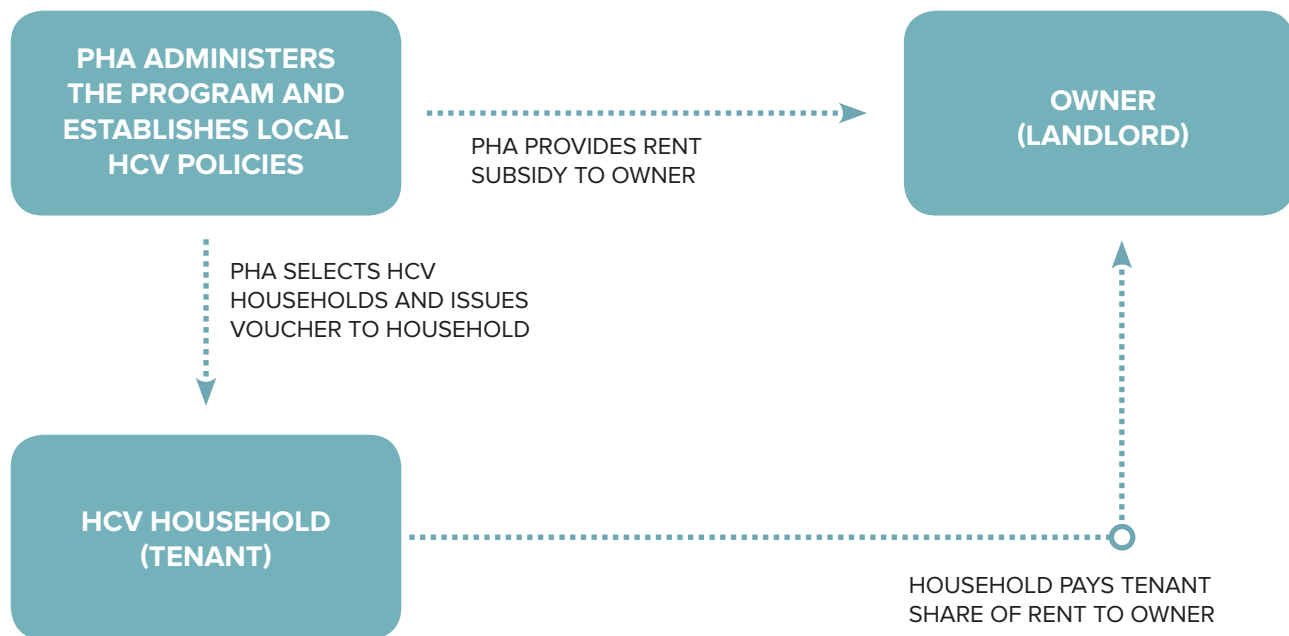 PHA ADMINISTERS
THE PROGRAM AND
ESTABLISHES LOCAL
HCV POLICIES
PHA PROVIDES RENT
SUBSIDY TO OWNER
OWNER
(LANDLORD)
PHA SELECTS HCV
HOUSEHOLDS AND ISSUES
VOUCHER TO HOUSEHOLD
HCV HOUSEHOLD
(TENANT)
HOUSEHOLD PAYS TENANT
SHARE OF RENT TO OWNER